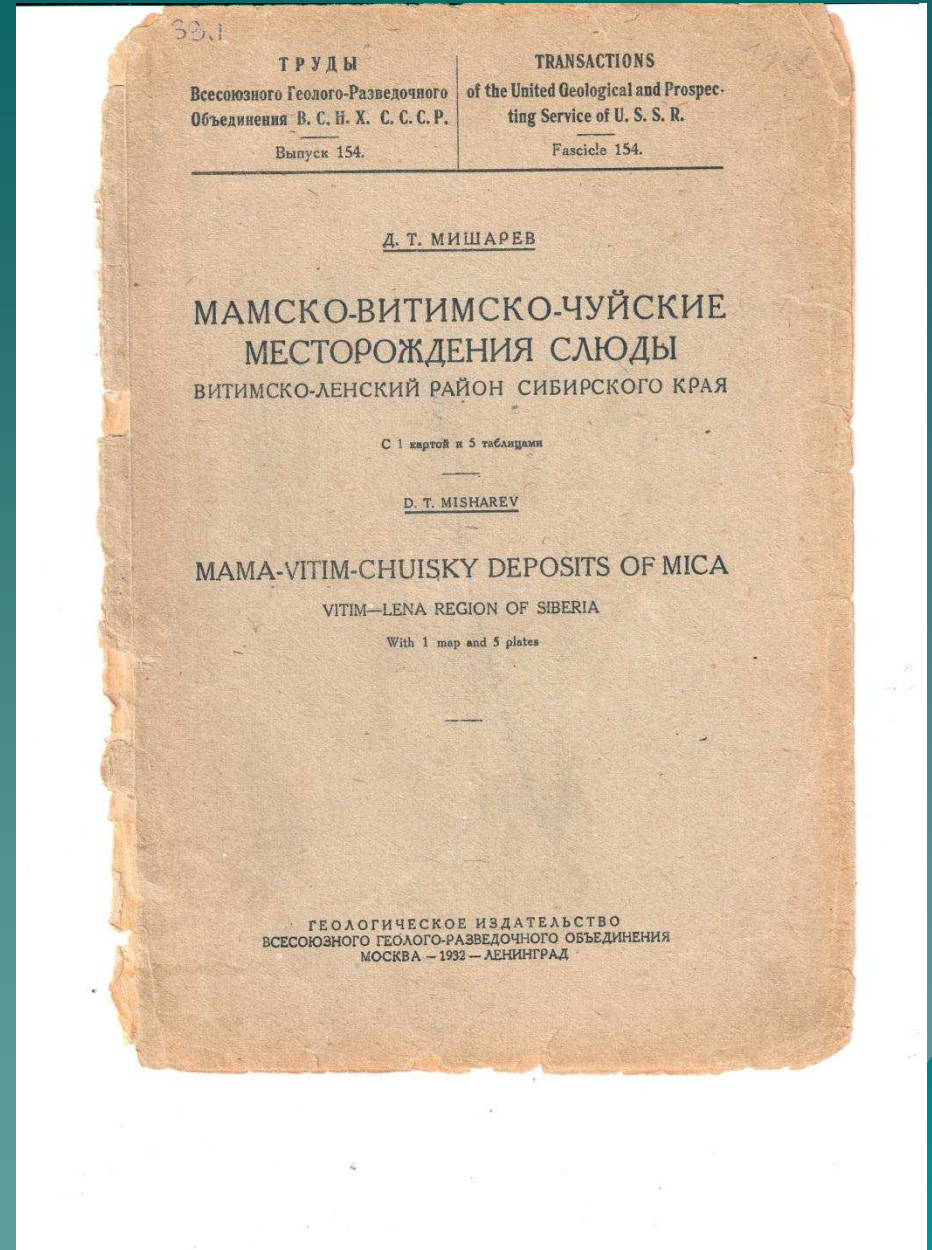 33.1
ТРУДЫ
Всесоюзного Геолого-Разведочного
Объединения В. С. Н. Х. С. С. С. Р.
Выпуск 154.
TRANSACTIONS
of the United Geological and Prospec-
ting Service of U. S. S. R.
Fascicle 154.
Д. Т. МИШАРЕВ
МАМСКО-ВИТИМСКО-ЧУЙСКИЕ
МЕСТОРОЖДЕНИЯ СЛЮДЫ
ВИТИМСКО-ЛЕНСКИЙ РАЙОН СИБИРСКОГО КРАЯ
С 1 картой и 5 таблицами
D. T. MISHAREV
MAMA-VITIM-CHUISKY DEPOSITS OF MICA
VITIM—LENA REGION OF SIBERIA
With 1 map and 5 plates
ГЕОЛОГИЧЕСКОЕ ИЗДАТЕЛЬСТВО
ВСЕСОЮЗНОГО ГЕОЛОГО-РАЗВЕДОЧНОГО ОБЪЕДИНЕНИЯ
МОСКВА – 1932 – ЛЕНИНГРАД